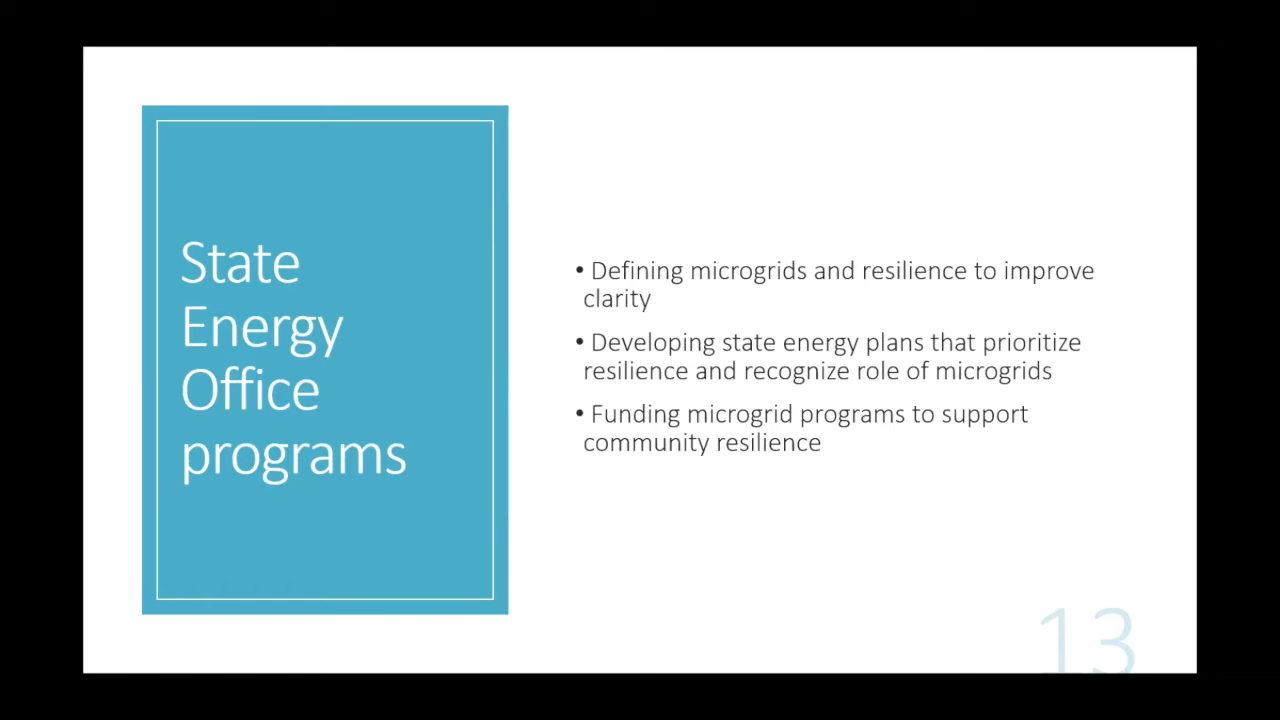 State
Energy
Office
programs
• Defining microgrids and resilience to improve
clarity
• Developing state energy plans that prioritize
resilience and recognize role of microgrids
• Funding microgrid programs to support
community resilience
13